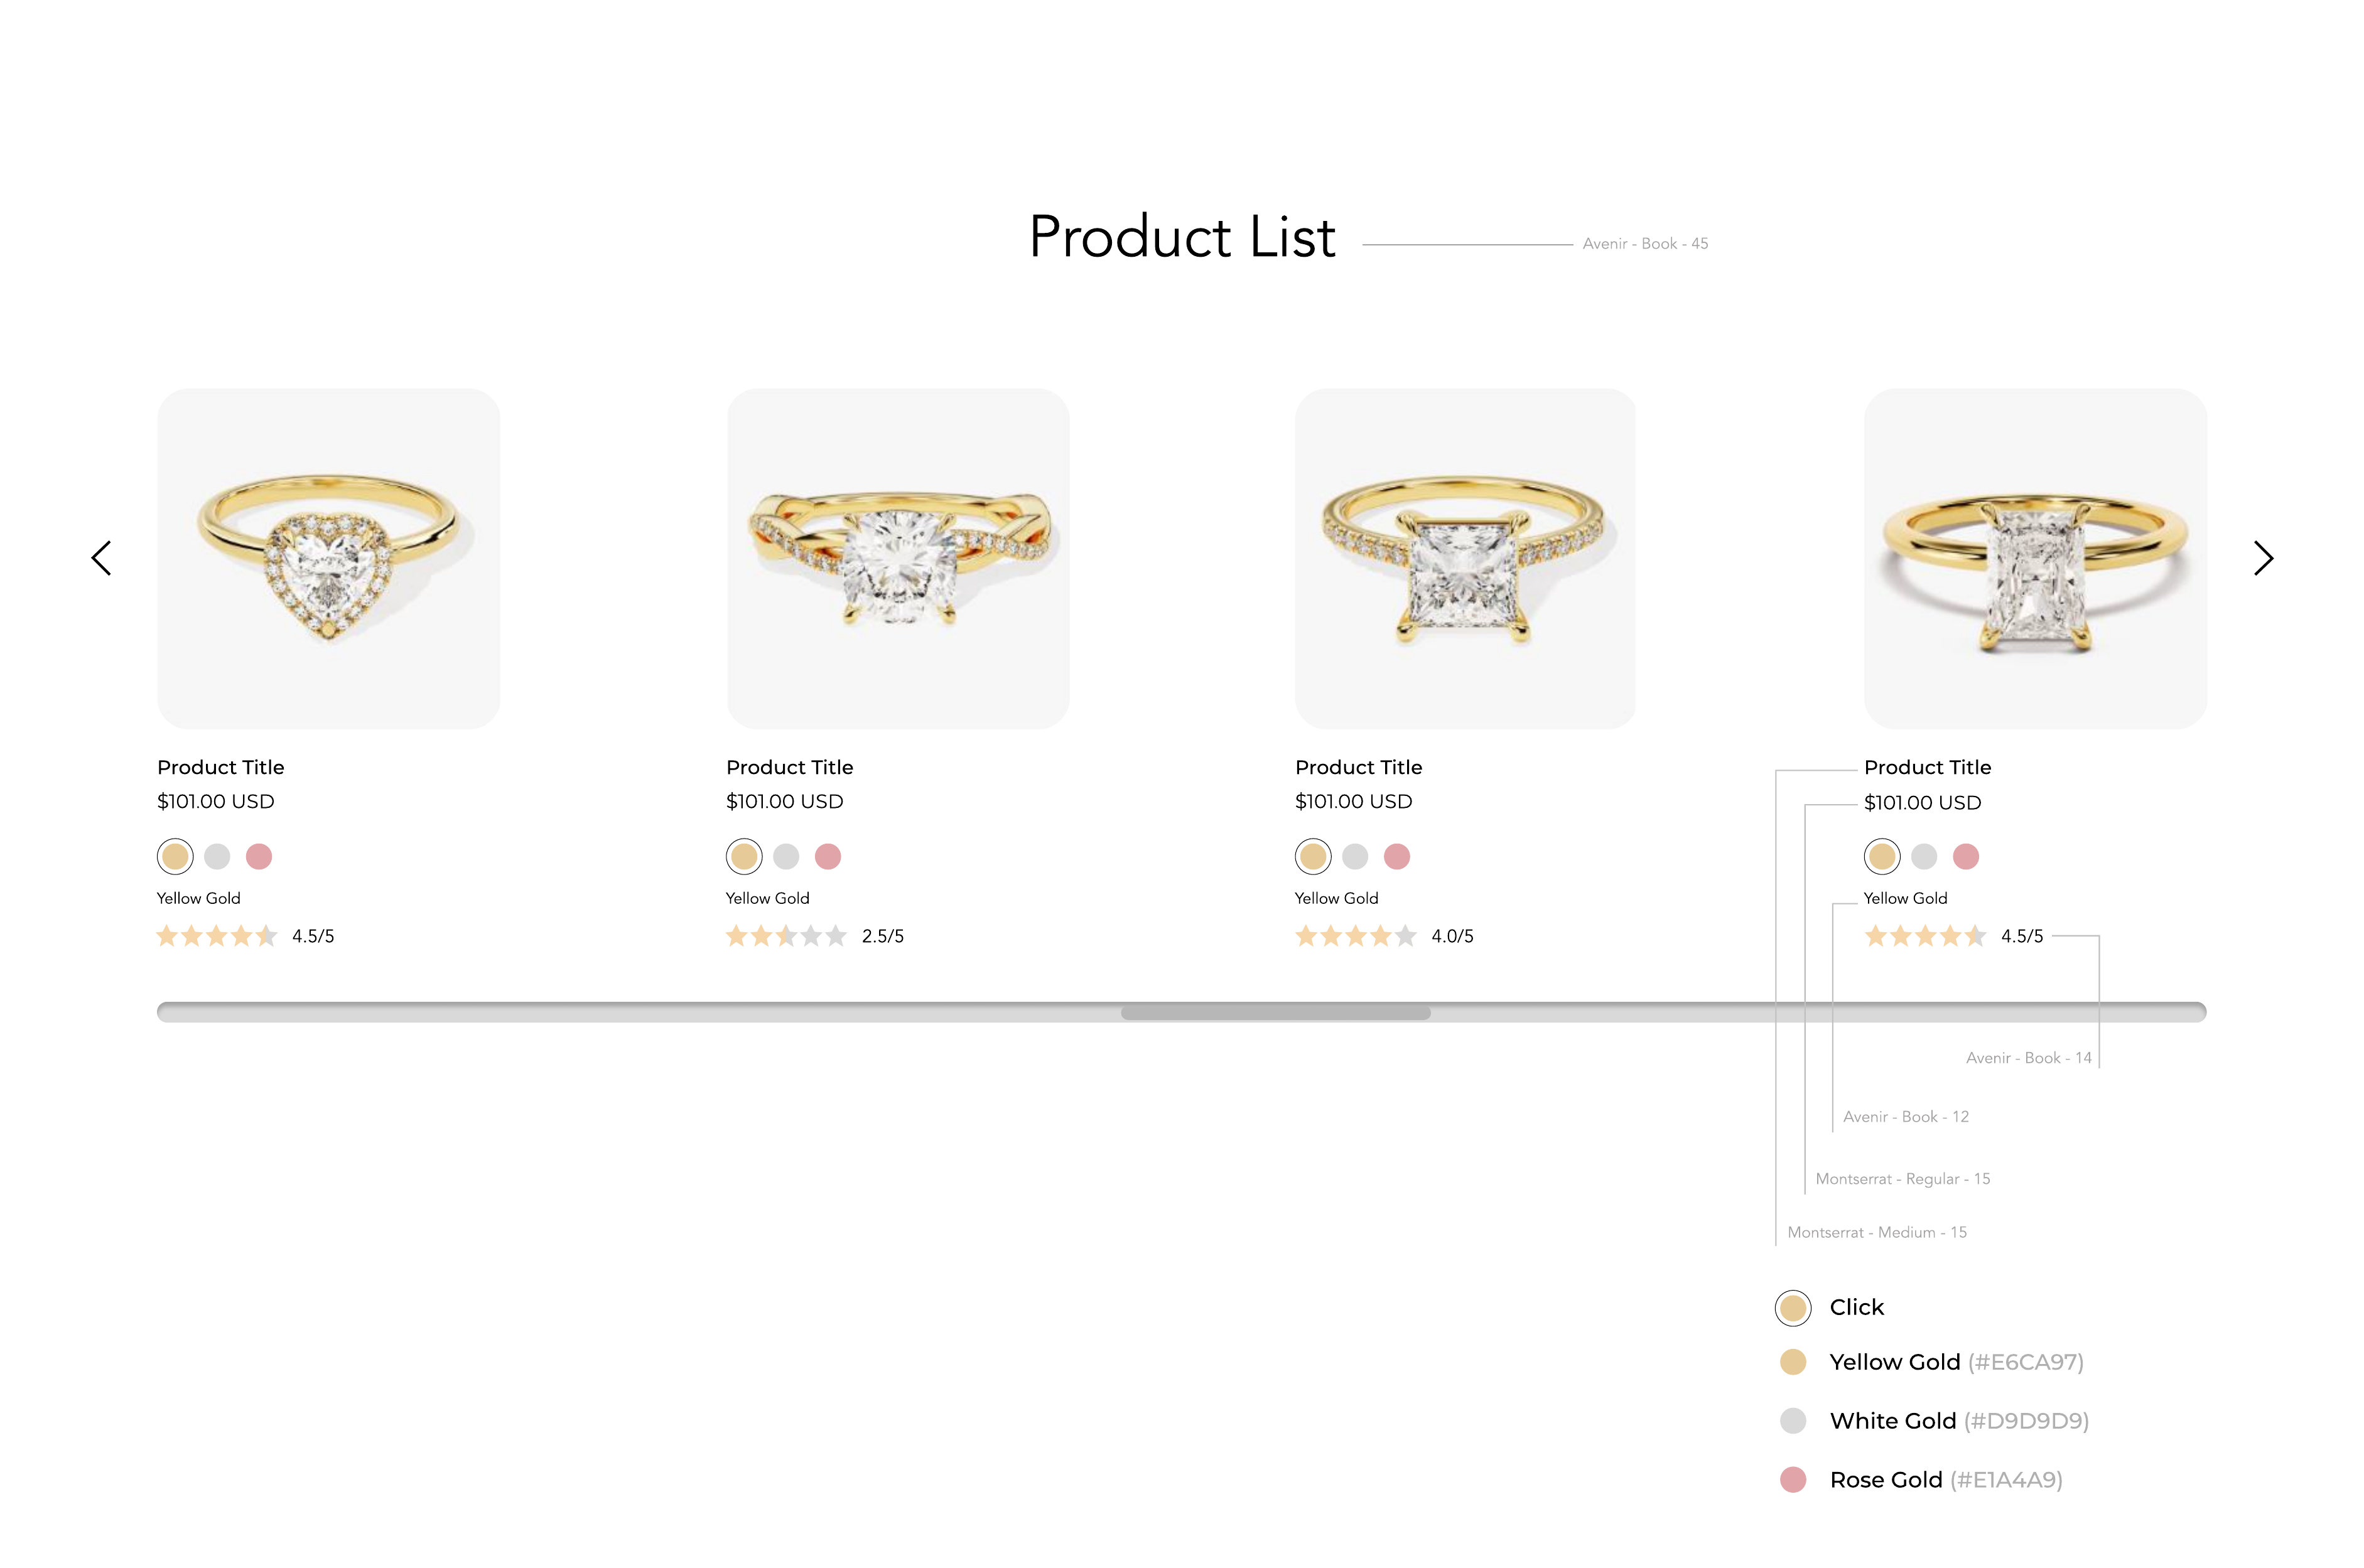 Product List
Avenir - Book - 45
Product Title
$101.00 USD
Yellow Gold
4.5/5
Product Title
$101.00 USD
Yellow Gold
2.5/5
Product Title
$101.00 USD
Yellow Gold
4.0/5
Product Title
$101.00 USD
Yellow Gold
4.5/5
Avenir - Book - 14
Avenir - Book - 12
Montserrat - Regular - 15
Montserrat - Medium - 15
Click
Yellow Gold (#E6CA97)
White Gold (#D9D9D9)
Rose Gold (#E1A4A9)